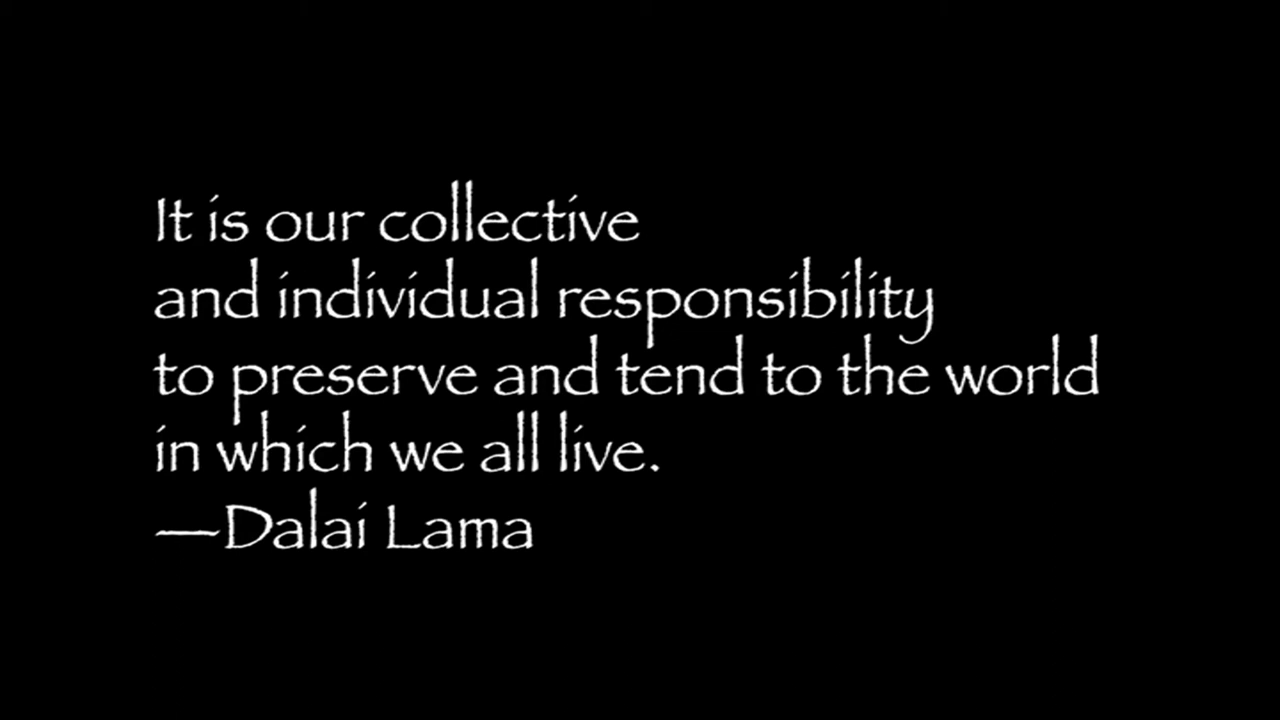 It is our collective
and individual responsibility
to preserve and tend to the world
in which we all live.
—Dalai Lama